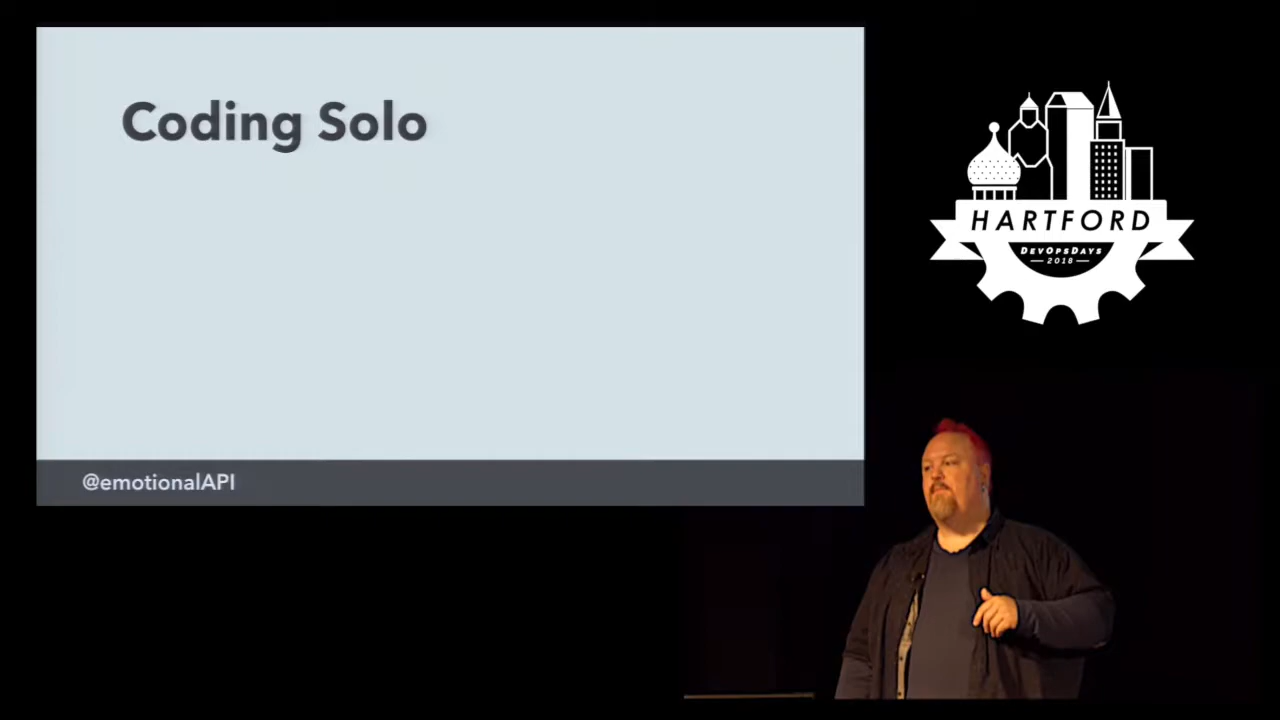 Coding Solo
@emotionalAPI
HARTFORD
DEVOPSDAYS
2018